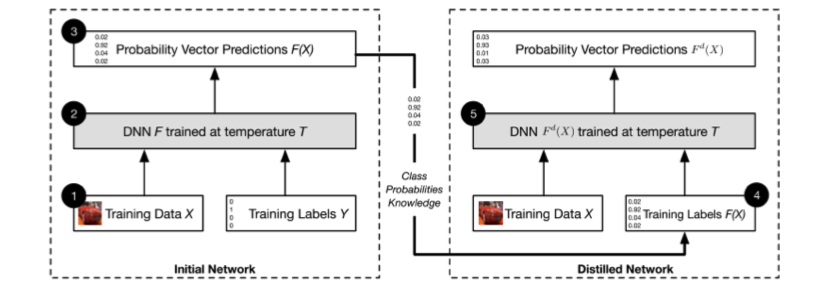 3
0.02
0.92
0.04
0.02
Probability Vector Predictions F(X)
2
DNN F trained at temperature T
1
Training Data X
0
1
0
0
Training Labels Y
Initial Network
0.02
0.92
0.04
0.02
Class
Probabilities
Knowledge
0.03
0.93
0.01
0.03
Probability Vector Predictions F^d(X)
5
DNN F^d(X) trained at temperature T
Training Data X
4
0.02
0.92
0.04
0.02
Training Labels F(X)
Distilled Network